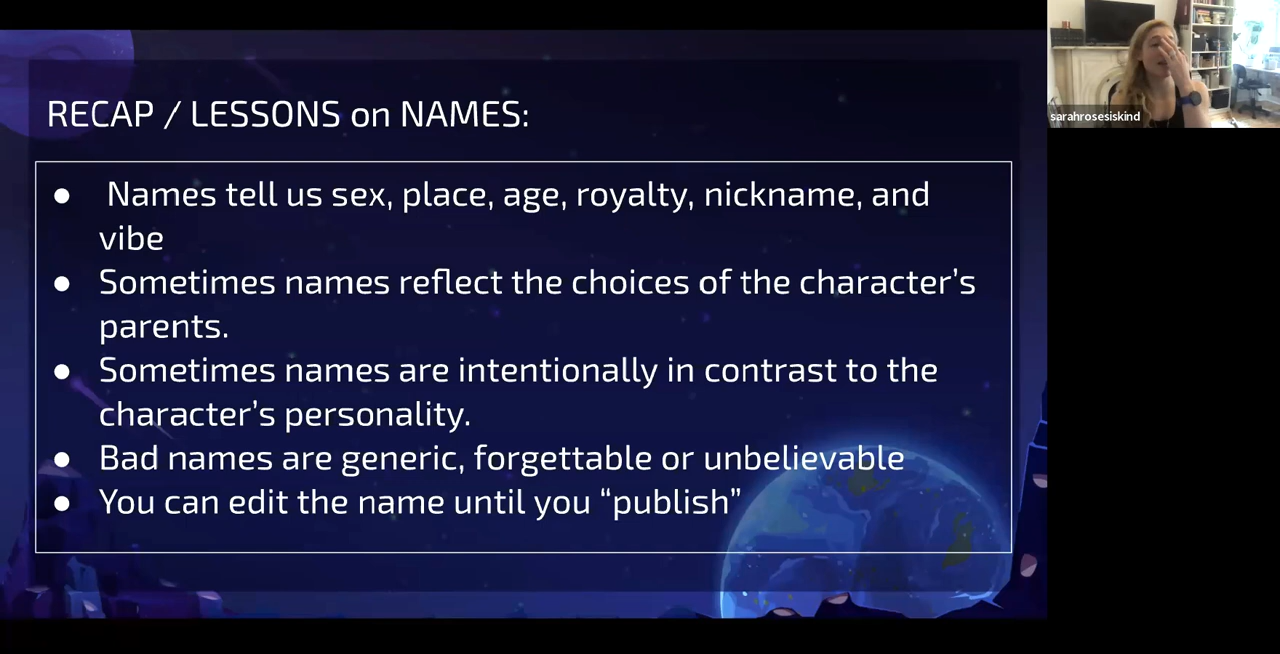 RECAP / LESSONS on NAMES:
● Names tell us sex, place, age, royalty, nickname, and
vibe
● Sometimes names reflect the choices of the character’s
parents.
● Sometimes names are intentionally in contrast to the
character’s personality.
● Bad names are generic, forgettable or unbelievable
● You can edit the name until you “publish”
sarahrosesiskind